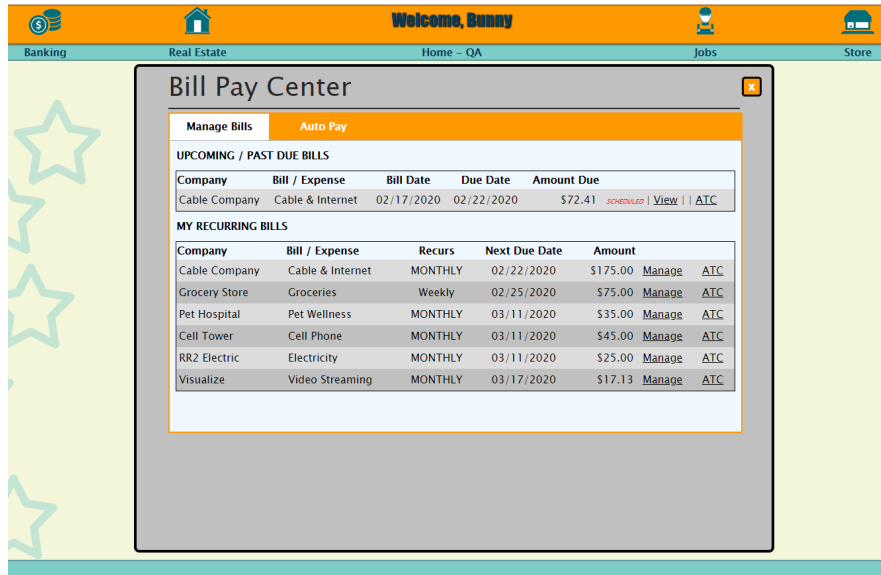 Welcome, Bunny
Banking Real Estate Home – QA Jobs Store
Bill Pay Center
x
Manage Bills Auto Pay
UPCOMING / PAST DUE BILLS
Company Bill / Expense Bill Date Due Date Amount Due
Cable Company Cable & Internet 02/17/2020 02/22/2020 $72.41 SCHEDULED | View | | ATC
MY RECURRING BILLS
Company Bill / Expense Recurs Next Due Date Amount
Cable Company Cable & Internet MONTHLY 02/22/2020 $175.00 Manage ATC
Grocery Store Groceries Weekly 02/25/2020 $75.00 Manage ATC
Pet Hospital Pet Wellness MONTHLY 03/11/2020 $35.00 Manage ATC
Cell Tower Cell Phone MONTHLY 03/11/2020 $45.00 Manage ATC
RR2 Electric Electricity MONTHLY 03/11/2020 $25.00 Manage ATC
Visualize Video Streaming MONTHLY 03/17/2020 $17.13 Manage ATC